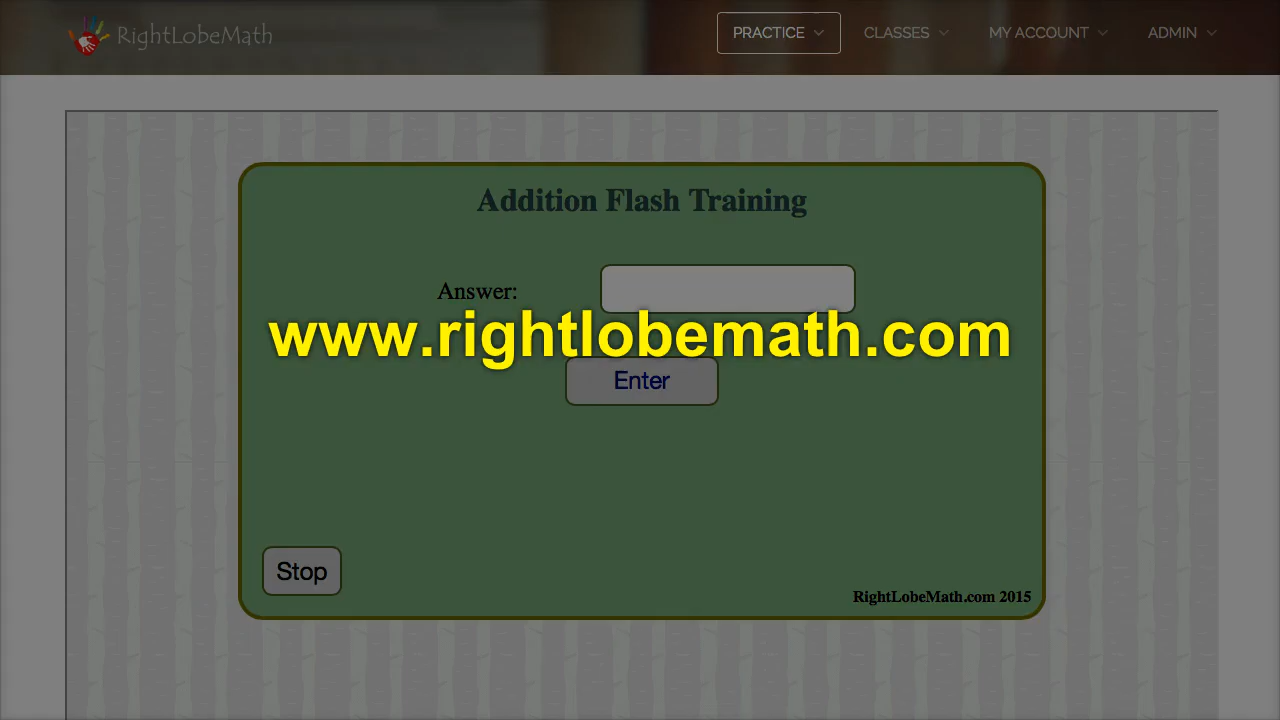 RightLobeMath
PRACTICE
CLASSES
MY ACCOUNT
ADMIN
Addition Flash Training
Answer:
www.rightlobemath.com
Enter
Stop
RightLobeMath.com 2015